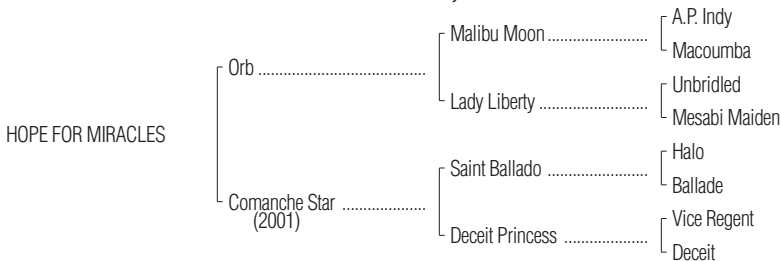 A.P. Indy
Malibu Moon
Macoumba
Orb
Unbridled
Lady Liberty
Mesabi Maiden
HOPE FOR MIRACLES
Halo
Saint Ballado
Ballade
Comanche Star
(2001)
Vice Regent
Deceit Princess
Deceit